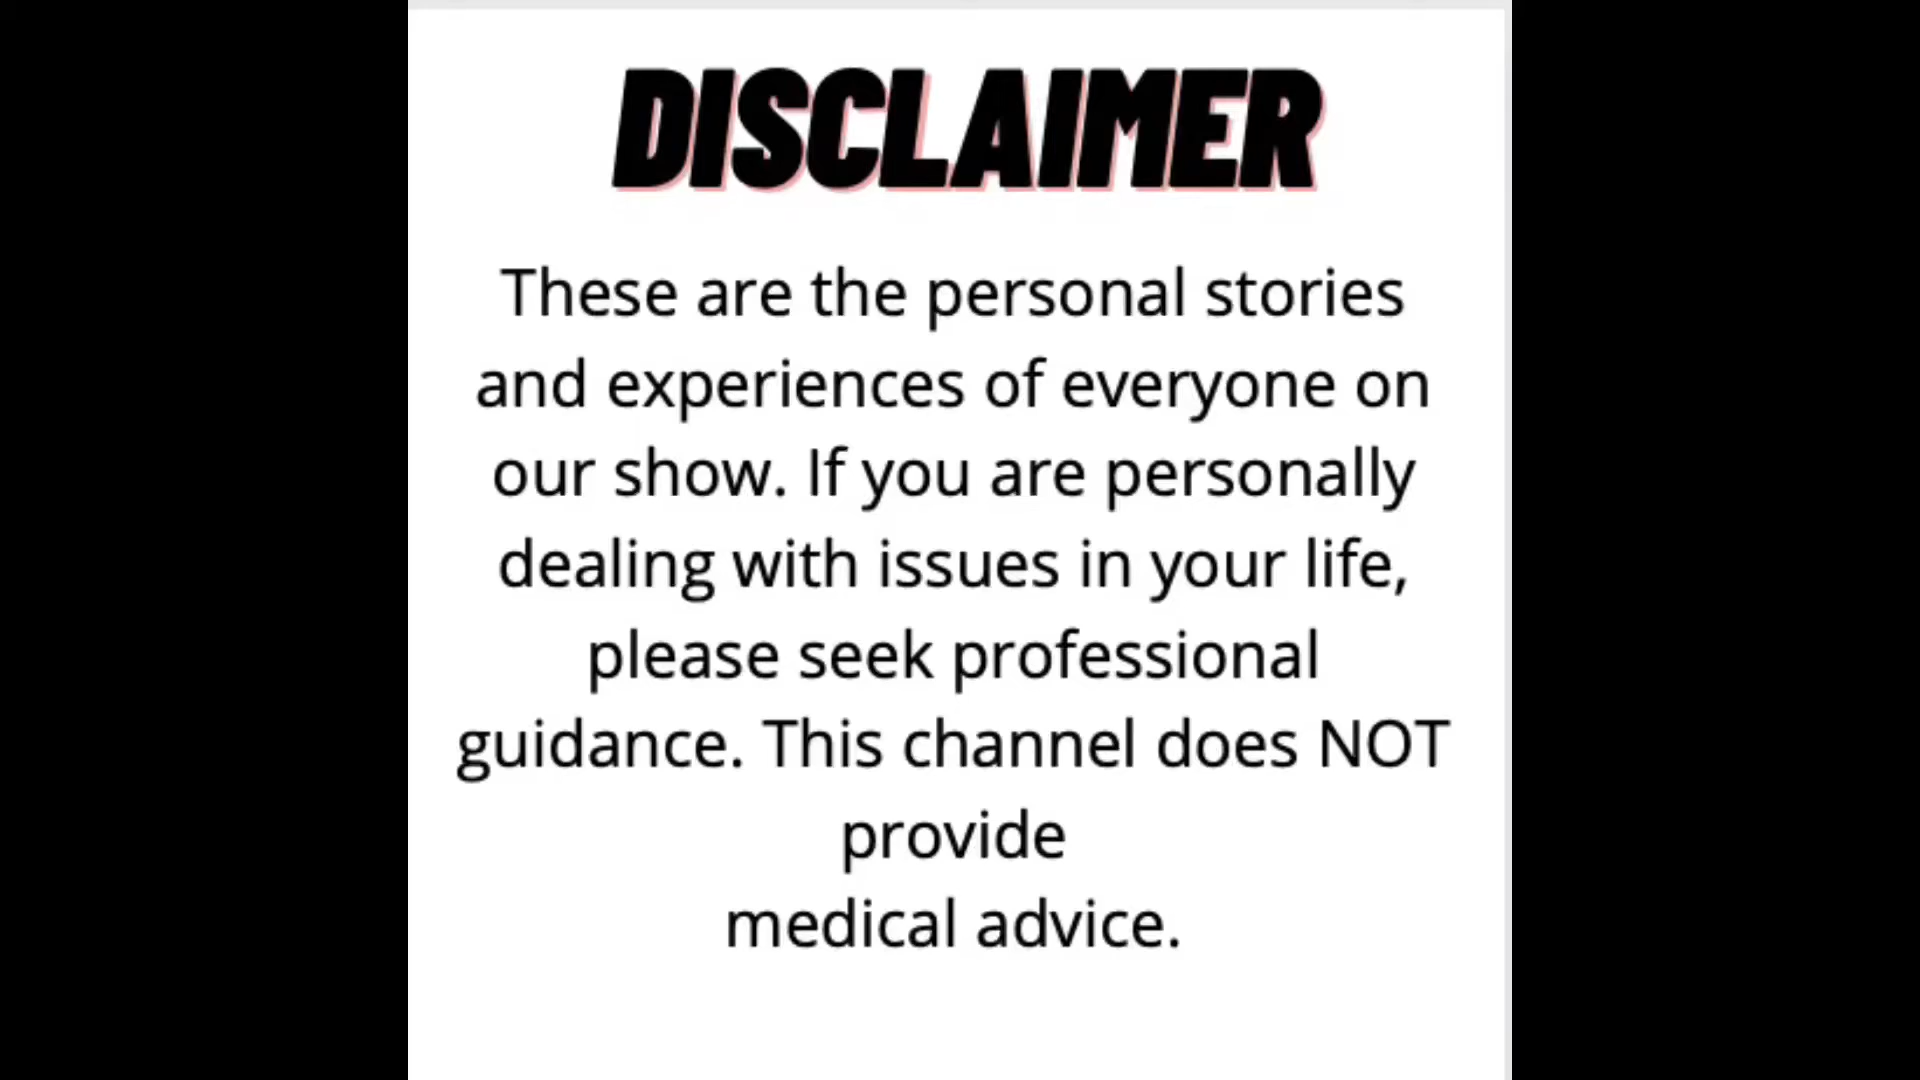 DISCLAIMER
These are the personal stories
and experiences of everyone on
our show. If you are personally
dealing with issues in your life,
please seek professional
guidance. This channel does NOT
provide
medical advice.